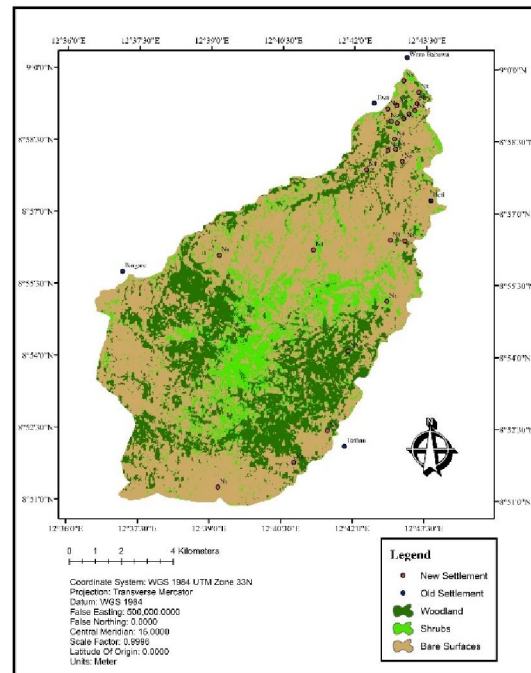 12°36'0"E 12°37'30"E 12°39'0"E 12°40'30"E 12°42'0"E 12°43'30"E
9°0'0"N 9°0'0"N
8°58'30"N 8°58'30"N
8°57'0"N 8°57'0"N
8°55'30"N 8°55'30"N
8°54'0"N 8°54'0"N
8°52'30"N 8°52'30"N
8°51'0"N 8°51'0"N
12°36'0"E 12°37'30"E 12°39'0"E 12°40'30"E 12°42'0"E 12°43'30"E
N
0 1 2 4 Kilometers
Coordinate System: WGS 1984 UTM Zone 33N
Projection: Transverse Mercator
Datum: WGS 1984
False Easting: 500,000.0000
False Northing: 0.0000
Central Meridian: 15.0000
Scale Factor: 0.9996
Latitude Of Origin: 0.0000
Units: Meter
Legend
New Settlement
Old Settlement
Woodland
Shrubs
Bare Surfaces